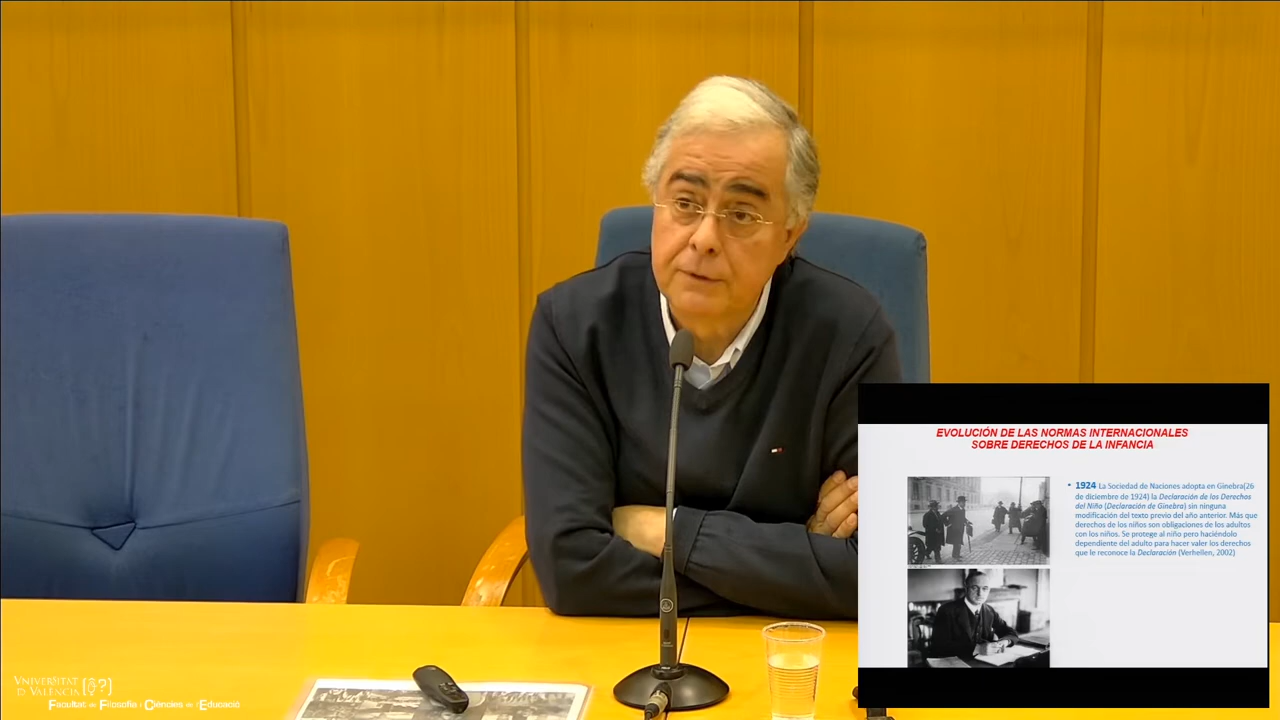 EVOLUCIÓN DE LAS NORMAS INTERNACIONALES
SOBRE DERECHOS DE LA INFANCIA
• 1924 La Sociedad de Naciones adopta en Ginebra(26
de diciembre de 1924) la Declaración de los Derechos
del Niño (Declaración de Ginebra) sin ninguna
modificación del texto previo del año anterior. Más que
derechos de los niños son obligaciones de los adultos
con los niños. Se protege al niño pero haciéndolo
dependiente del adulto para hacer valer los derechos
que le reconoce la Declaración (Verhellen, 2002)
VNIVERSITAT
D VALÈNCIA
Facultat de Filosofia i Ciències de l'Educació